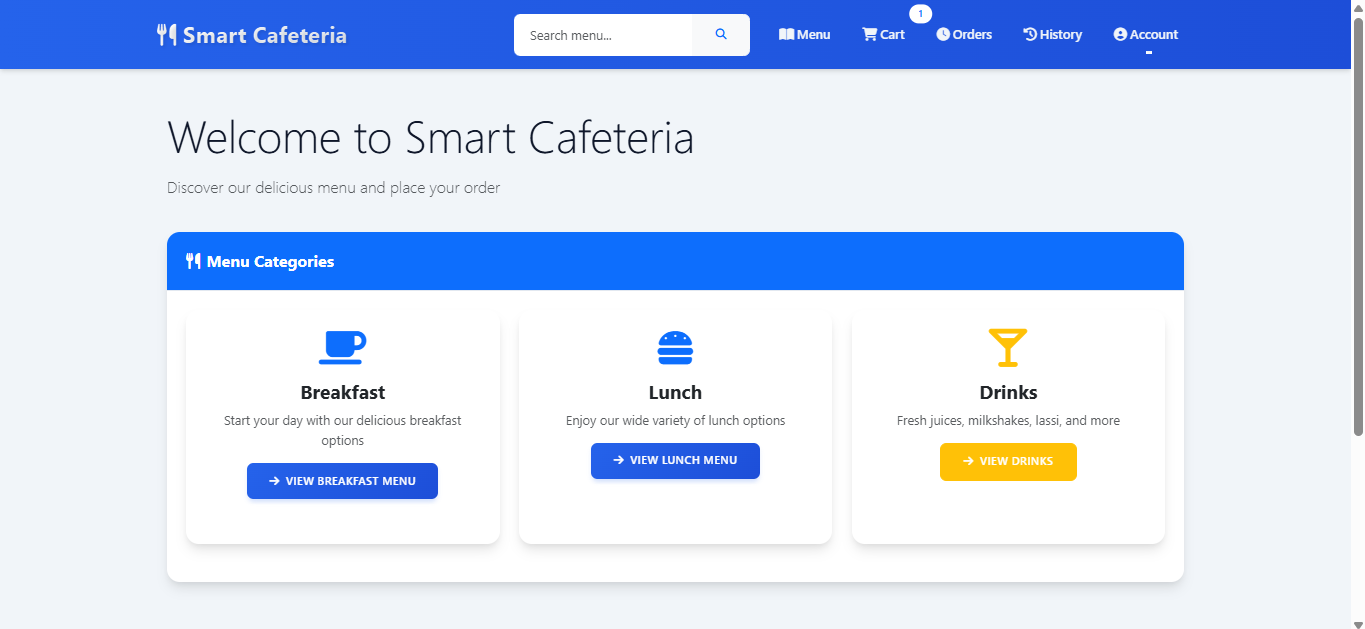 Smart Cafeteria
Search menu...
Menu
Cart
1
Orders
History
Account
Welcome to Smart Cafeteria
Discover our delicious menu and place your order
Menu Categories
Breakfast
Start your day with our delicious breakfast
options
VIEW BREAKFAST MENU
Lunch
Enjoy our wide variety of lunch options
VIEW LUNCH MENU
Drinks
Fresh juices, milkshakes, lassi, and more
VIEW DRINKS